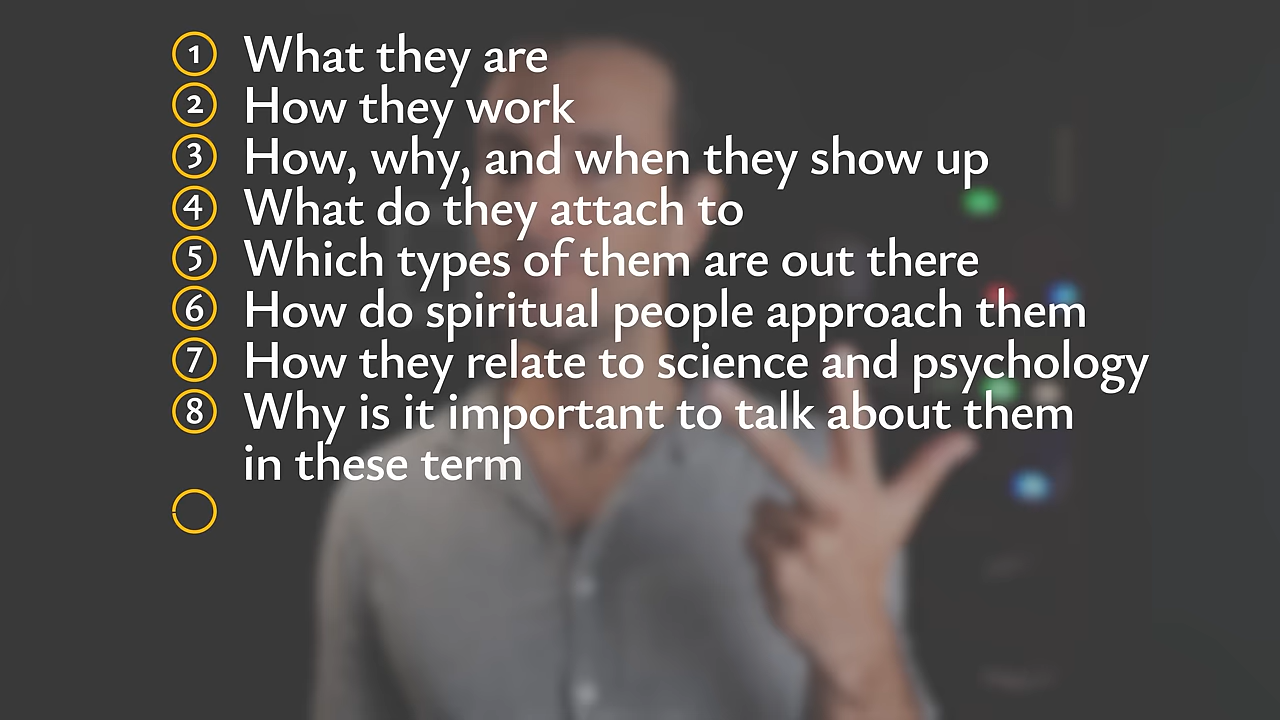 1 What they are
2 How they work
3 How, why, and when they show up
4 What do they attach to
5 Which types of them are out there
6 How do spiritual people approach them
7 How they relate to science and psychology
8 Why is it important to talk about them
in these term